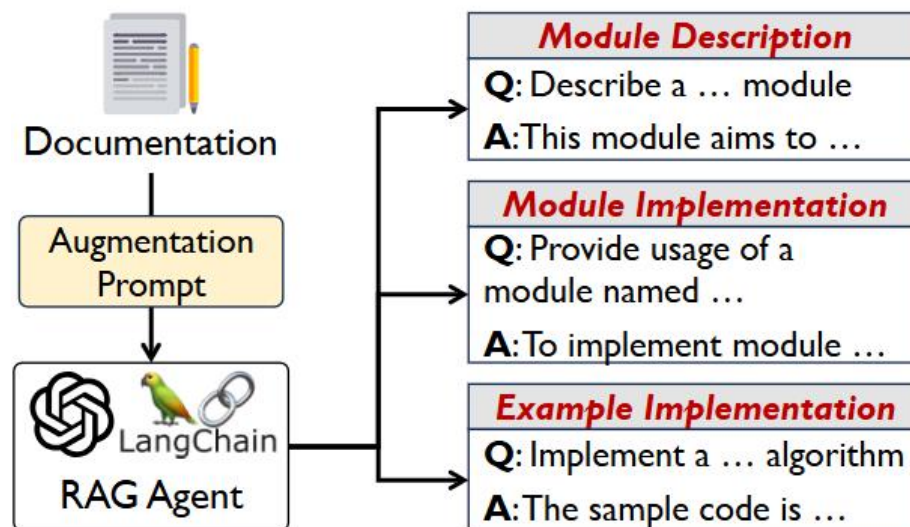 Documentation
Augmentation
Prompt
LangChain
RAG Agent
Module Description
Q: Describe a … module
A: This module aims to …
Module Implementation
Q: Provide usage of a
module named …
A: To implement module …
Example Implementation
Q: Implement a … algorithm
A: The sample code is …